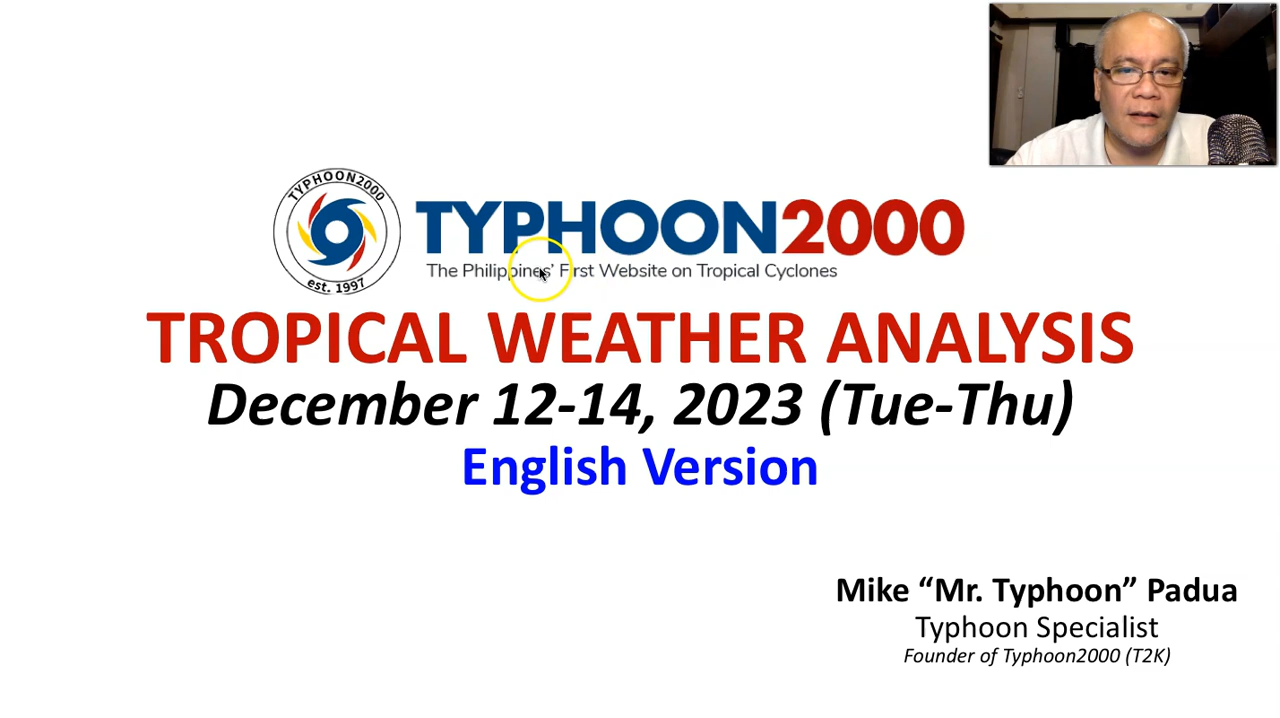 TYPHOON2000
est. 1997
TYPHOON2000
The Philippines' First Website on Tropical Cyclones
TROPICAL WEATHER ANALYSIS
December 12-14, 2023 (Tue-Thu)
English Version
Mike “Mr. Typhoon” Padua
Typhoon Specialist
Founder of Typhoon2000 (T2K)